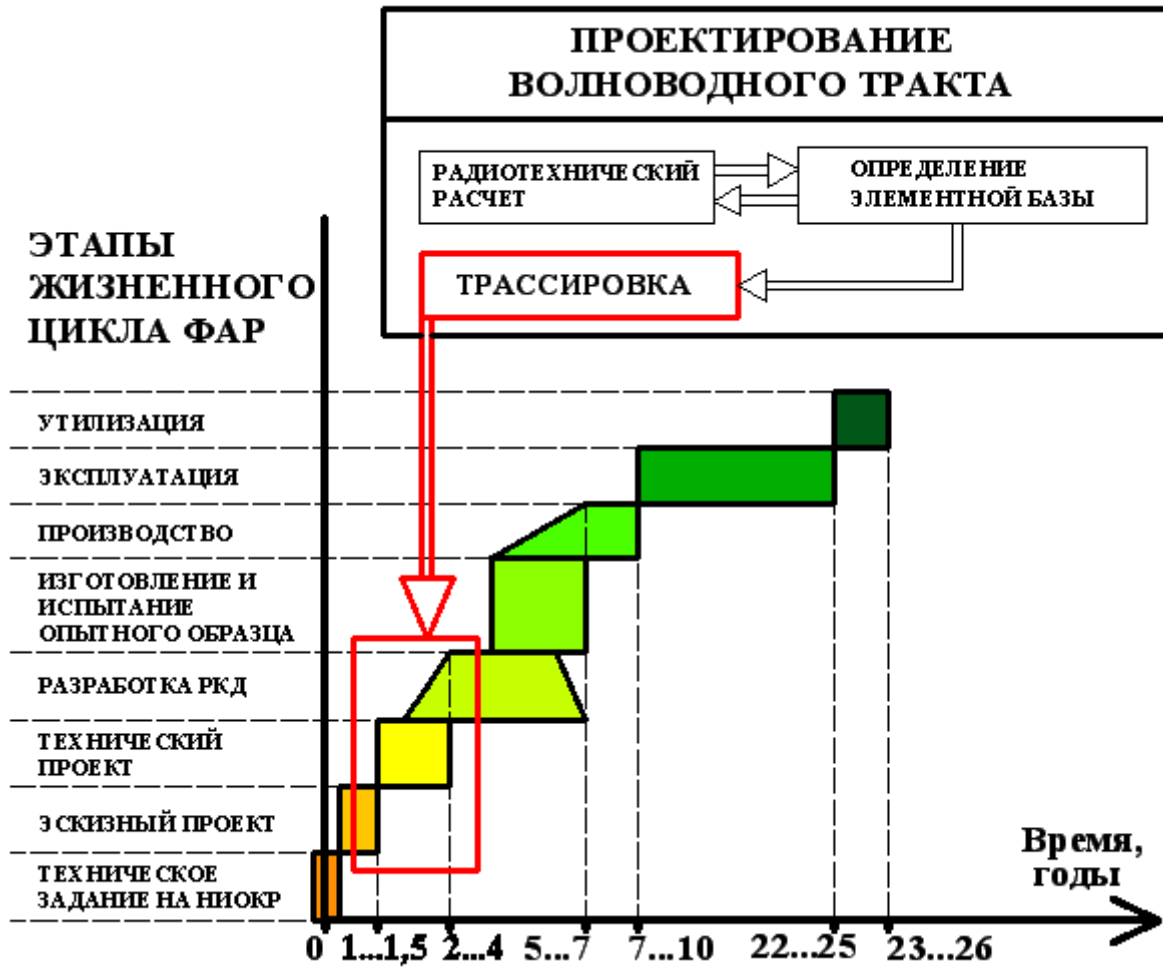 ПРОЕКТИРОВАНИЕ
ВОЛНОВОДНОГО ТРАКТА
РАДИОТЕХНИЧЕСКИЙ
РАСЧЕТ
ОПРЕДЕЛЕНИЕ
ЭЛЕМЕНТНОЙ БАЗЫ
ТРАССИРОВКА
ЭТАПЫ
ЖИЗНЕННОГО
ЦИКЛА ФАР
УТИЛИЗАЦИЯ
ЭКСПЛУАТАЦИЯ
ПРОИЗВОДСТВО
ИЗГОТОВЛЕНИЕ И
ИСПЫТАНИЕ
ОПЫТНОГО ОБРАЗЦА
РАЗРАБОТКА РКД
ТЕХНИЧЕСКИЙ
ПРОЕКТ
ЭСКИЗНЫЙ ПРОЕКТ
ТЕХНИЧЕСКОЕ
ЗАДАНИЕ НА НИОКР
Время,
годы
0 1...1,5 2...4 5...7 7...10 22...25 23...26